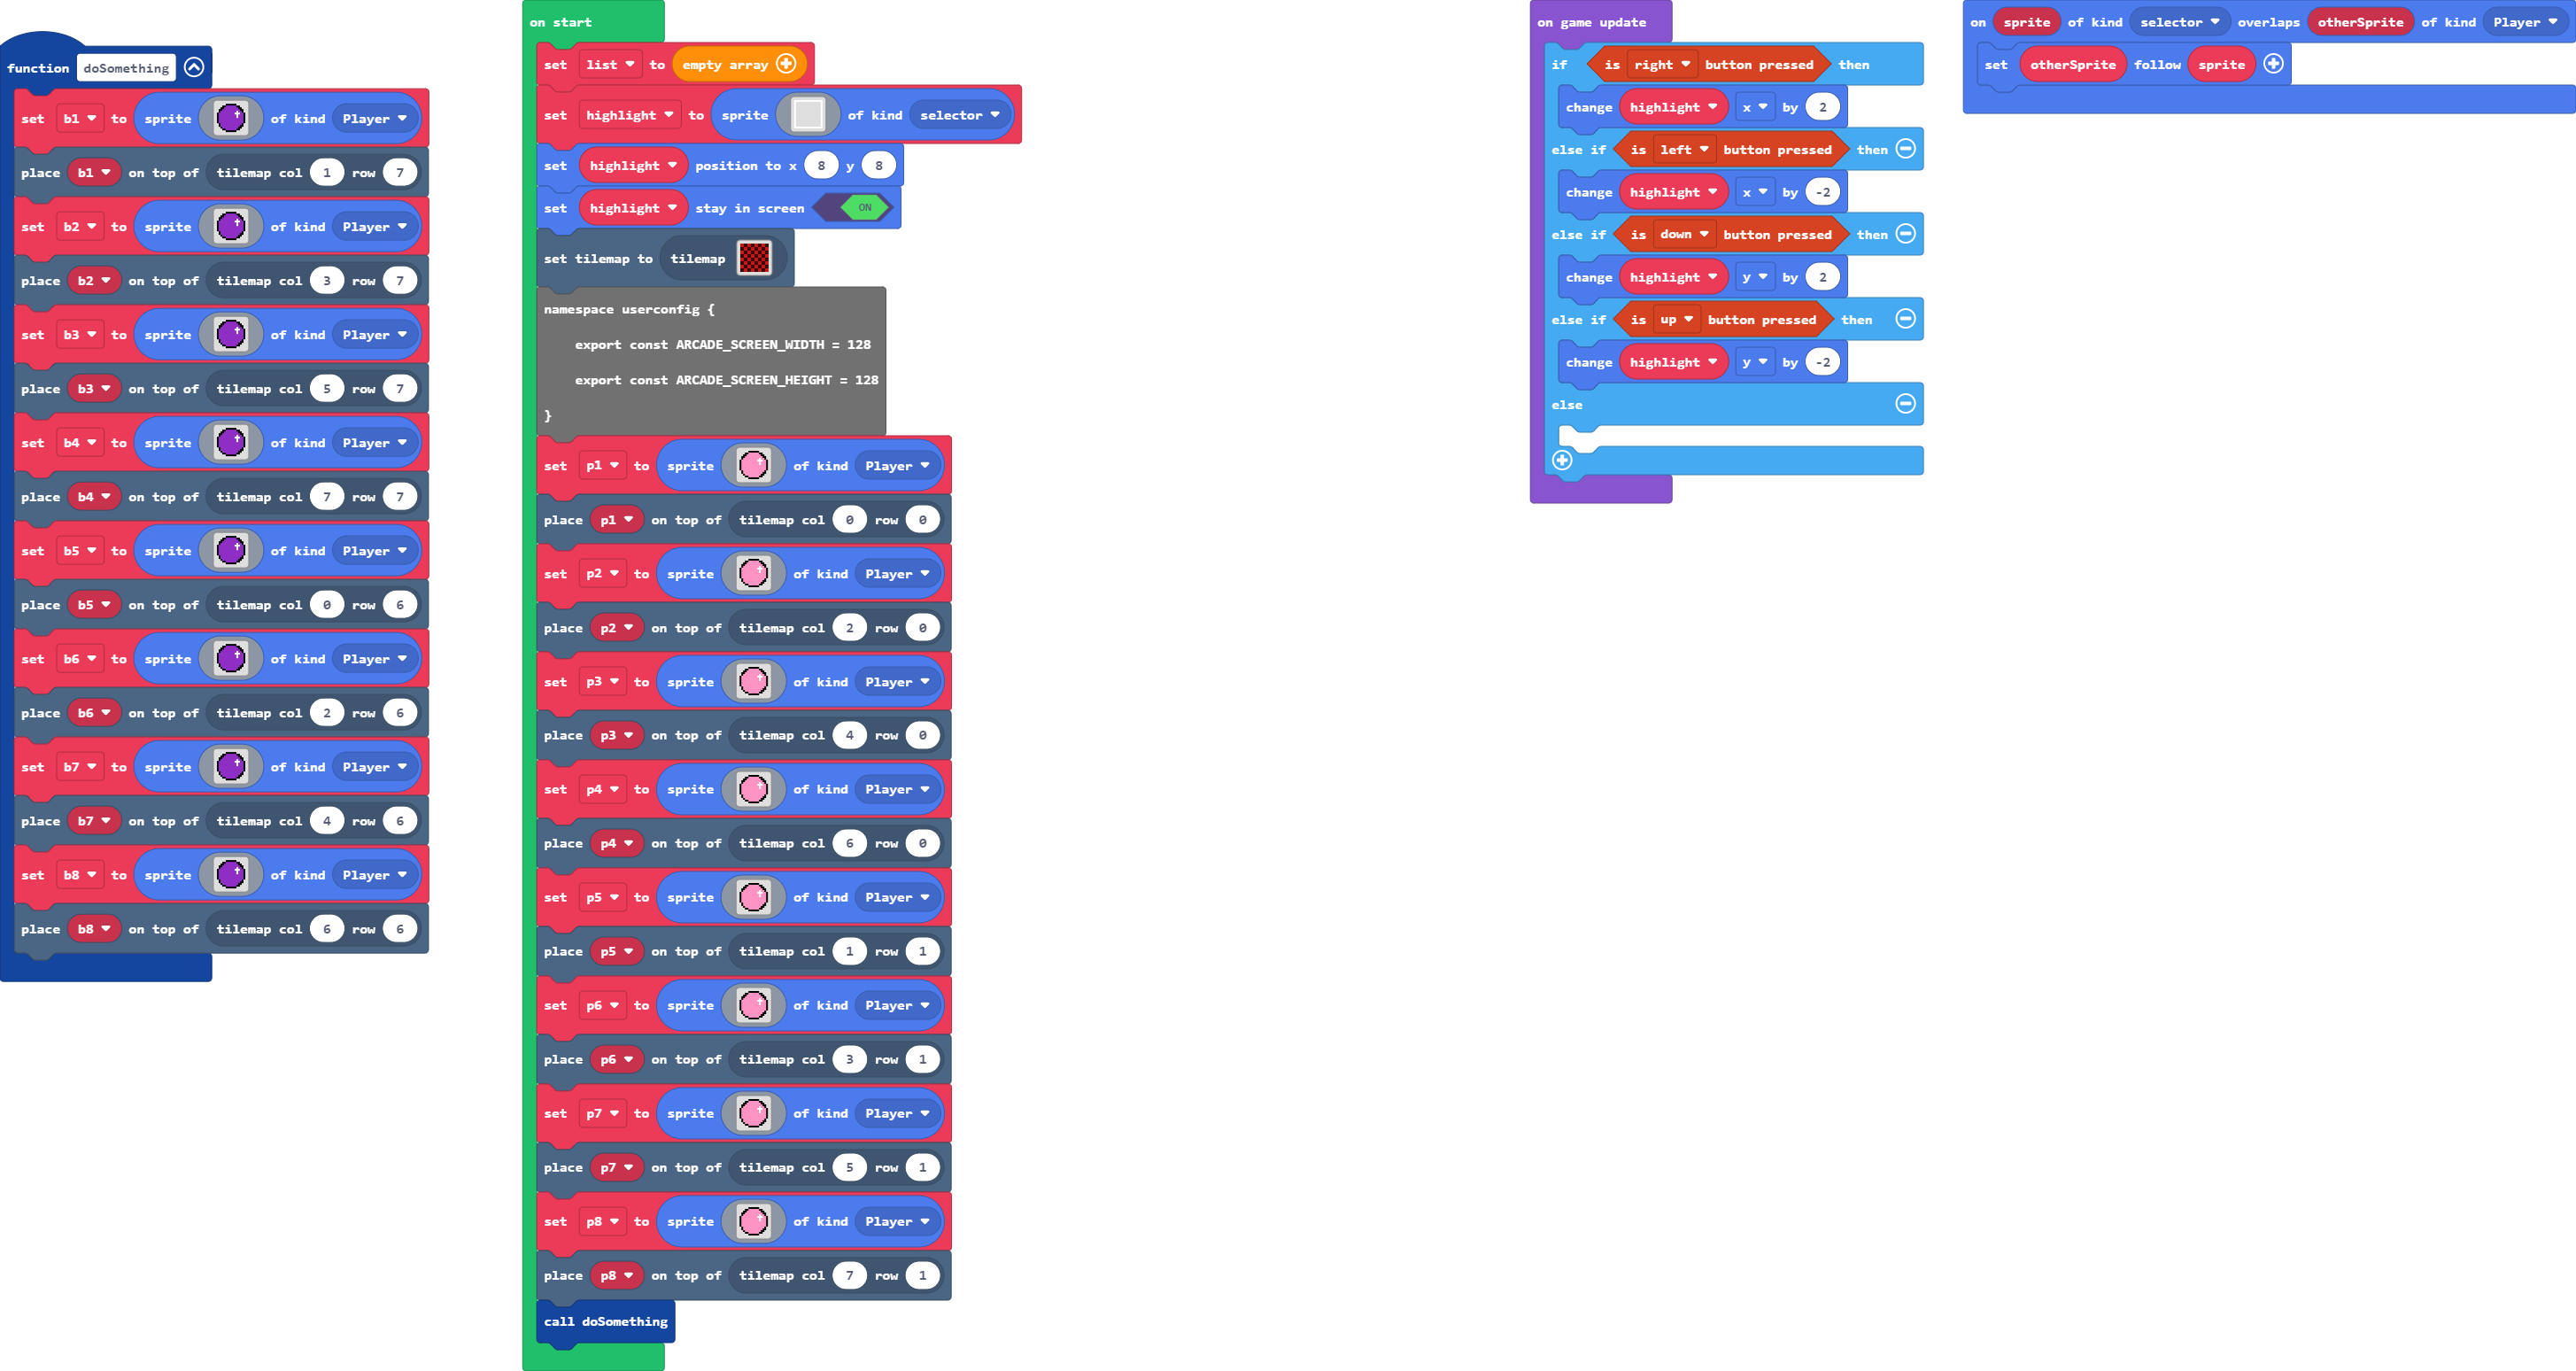 function doSomething
set b1 to sprite of kind Player
place b1 on top of tilemap col 1 row 7
set b2 to sprite of kind Player
place b2 on top of tilemap col 3 row 7
set b3 to sprite of kind Player
place b3 on top of tilemap col 5 row 7
set b4 to sprite of kind Player
place b4 on top of tilemap col 7 row 7
set b5 to sprite of kind Player
place b5 on top of tilemap col 0 row 6
set b6 to sprite of kind Player
place b6 on top of tilemap col 2 row 6
set b7 to sprite of kind Player
place b7 on top of tilemap col 4 row 6
set b8 to sprite of kind Player
place b8 on top of tilemap col 6 row 6
on start
set list to empty array
set highlight to sprite of kind selector
set highlight position to x 8 y 8
set highlight stay in screen ON
set tilemap to tilemap
namespace userconfig {
export const ARCADE_SCREEN_WIDTH = 128
export const ARCADE_SCREEN_HEIGHT = 128
}
set p1 to sprite of kind Player
place p1 on top of tilemap col 0 row 0
set p2 to sprite of kind Player
place p2 on top of tilemap col 2 row 0
set p3 to sprite of kind Player
place p3 on top of tilemap col 4 row 0
set p4 to sprite of kind Player
place p4 on top of tilemap col 6 row 0
set p5 to sprite of kind Player
place p5 on top of tilemap col 1 row 1
set p6 to sprite of kind Player
place p6 on top of tilemap col 3 row 1
set p7 to sprite of kind Player
place p7 on top of tilemap col 5 row 1
set p8 to sprite of kind Player
place p8 on top of tilemap col 7 row 1
call doSomething
on game update
if is right button pressed then
change highlight x by 2
else if is left button pressed then
change highlight x by -2
else if is down button pressed then
change highlight y by 2
else if is up button pressed then
change highlight y by -2
else
on sprite of kind selector overlaps otherSprite of kind Player
set otherSprite follow sprite